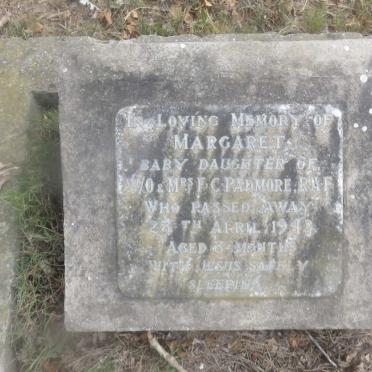 IN LOVING MEMORY OF
MARGARET
BABY DAUGHTER OF
W/O & MRS F. C. PADMORE, R.A.F.
WHO PASSED AWAY
APRIL
AGED 8 MONTHS
WITH JESUS SAFELY
SLEEPING